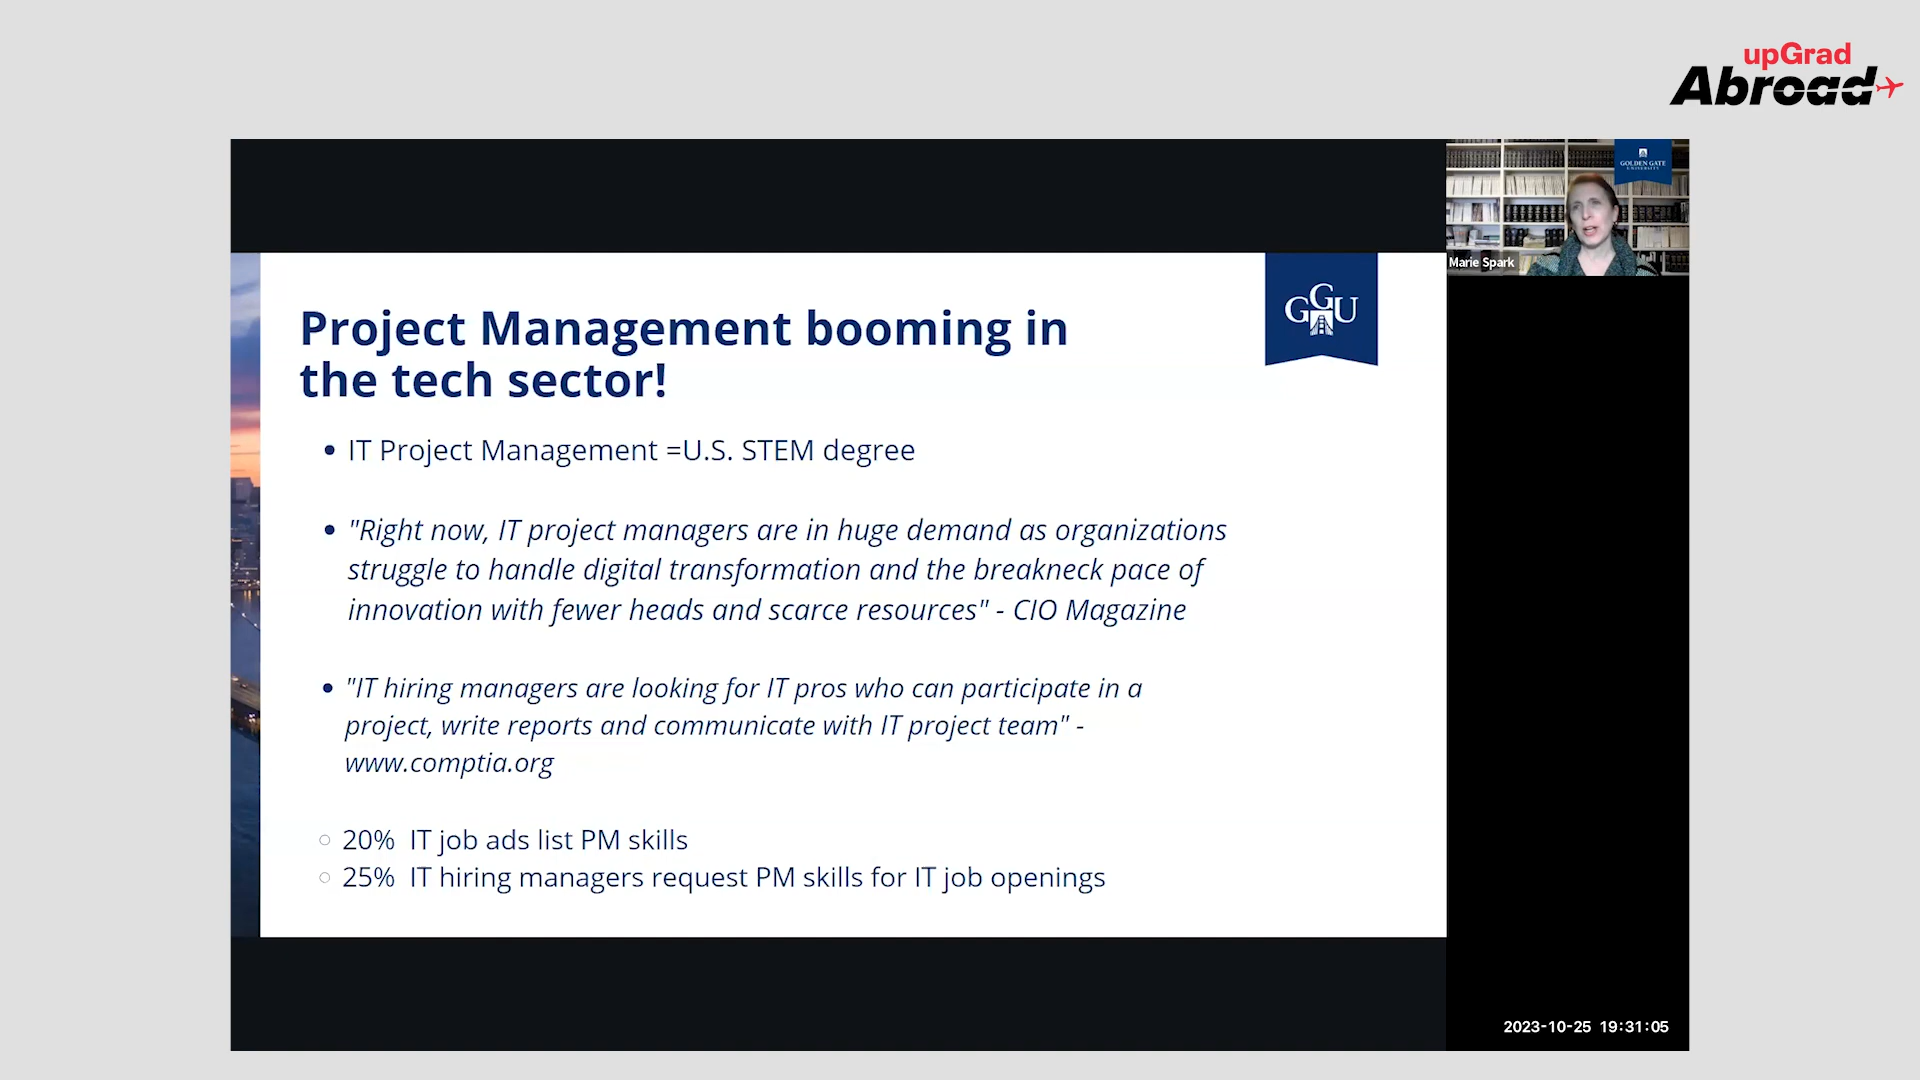 upGrad
Abroad
GOLDEN GATE
UNIVERSITY
Marie Spark
GGU
Project Management booming in
the tech sector!
• IT Project Management =U.S. STEM degree
• "Right now, IT project managers are in huge demand as organizations
struggle to handle digital transformation and the breakneck pace of
innovation with fewer heads and scarce resources" - CIO Magazine
• "IT hiring managers are looking for IT pros who can participate in a
project, write reports and communicate with IT project team" -
www.comptia.org
○ 20% IT job ads list PM skills
○ 25% IT hiring managers request PM skills for IT job openings
2023-10-25 19:31:05